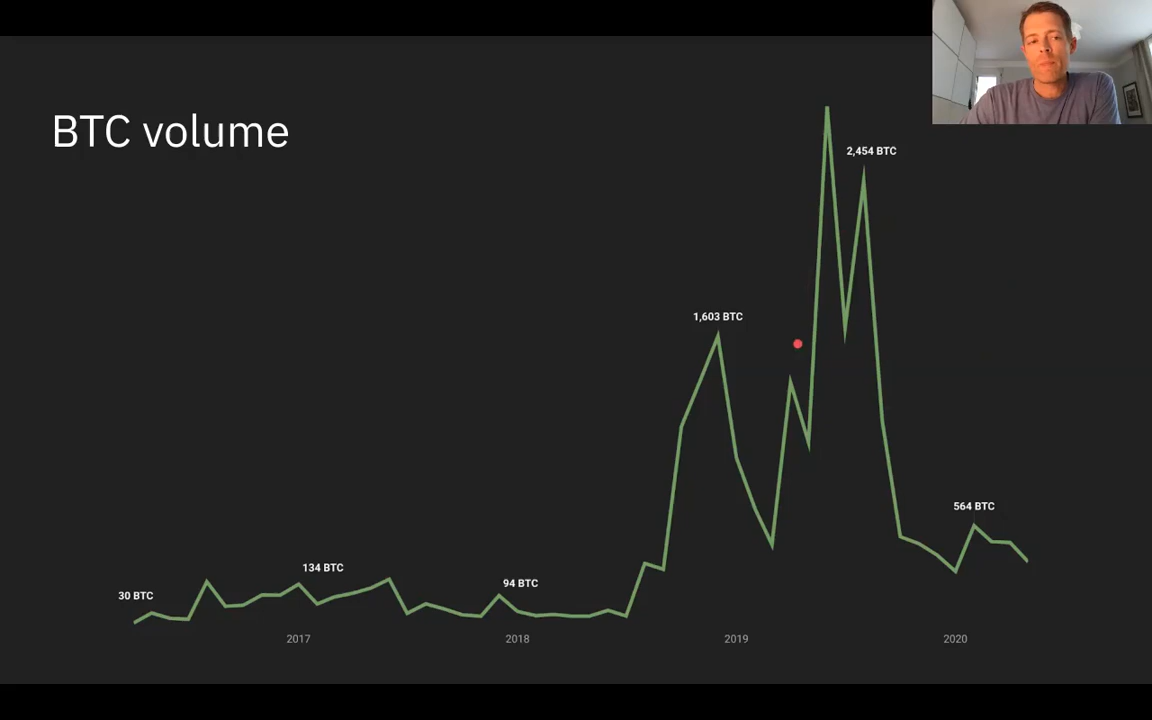 BTC volume
2,454 BTC
1,603 BTC
564 BTC
134 BTC
94 BTC
30 BTC
2017
2018
2019
2020